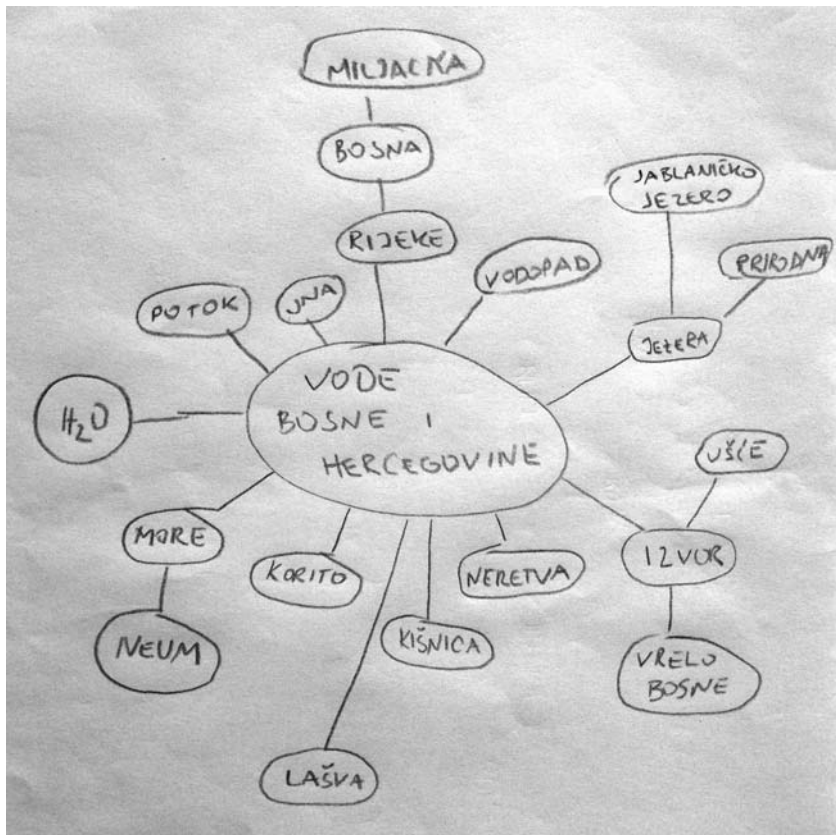 MILJACKA
BOSNA
RIJEKE
JABLANIČKO
JEZERO
PRIRODNA
VODOPAD
POTOK
UNA
JEZERA
H₂O
VODE
BOSNE I
HERCEGOVINE
UŠĆE
MORE
KORITO
NERETVA
IZVOR
NEUM
KIŠNICA
VRELO
BOSNE
LAŠVA